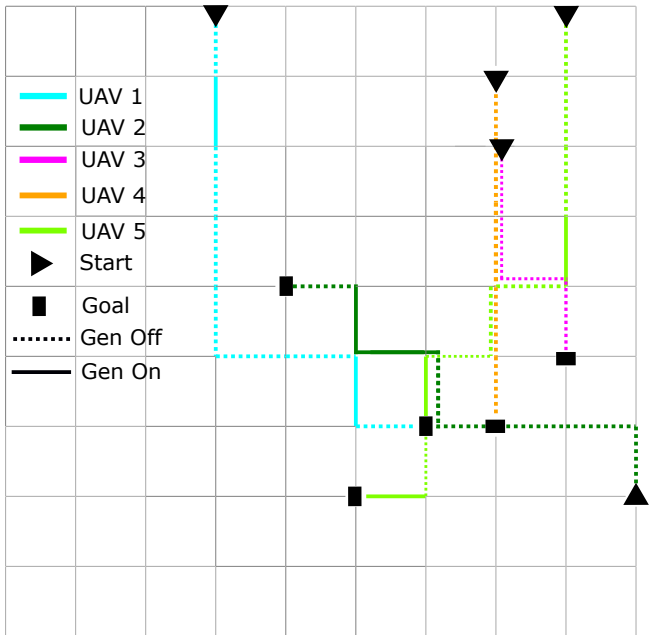 UAV 1
UAV 2
UAV 3
UAV 4
UAV 5
Start
Goal
Gen Off
Gen On